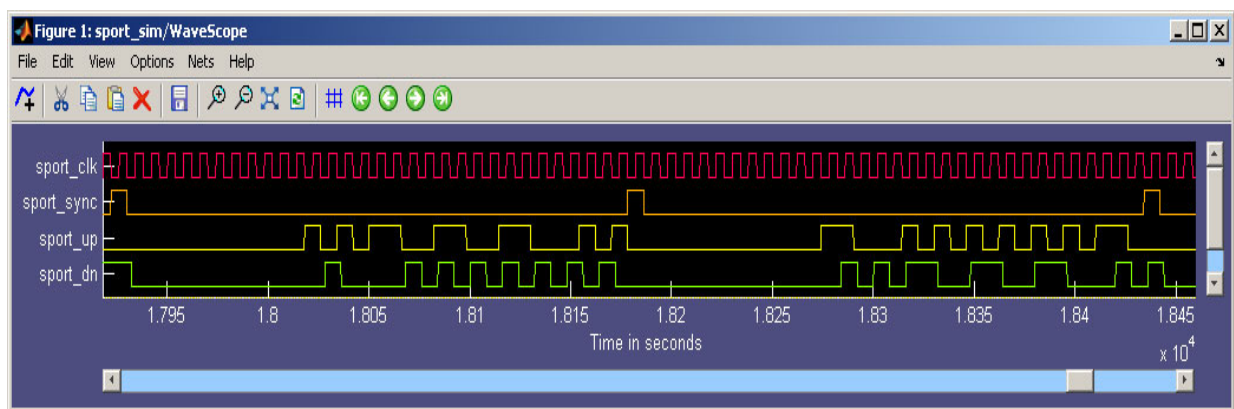 Figure 1: sport_sim/WaveScope
File Edit View Options Nets Help
sport_clk
sport_sync
sport_up
sport_dn
1.795 1.8 1.805 1.81 1.815 1.82 1.825 1.83 1.835 1.84 1.845
Time in seconds
x 10^4